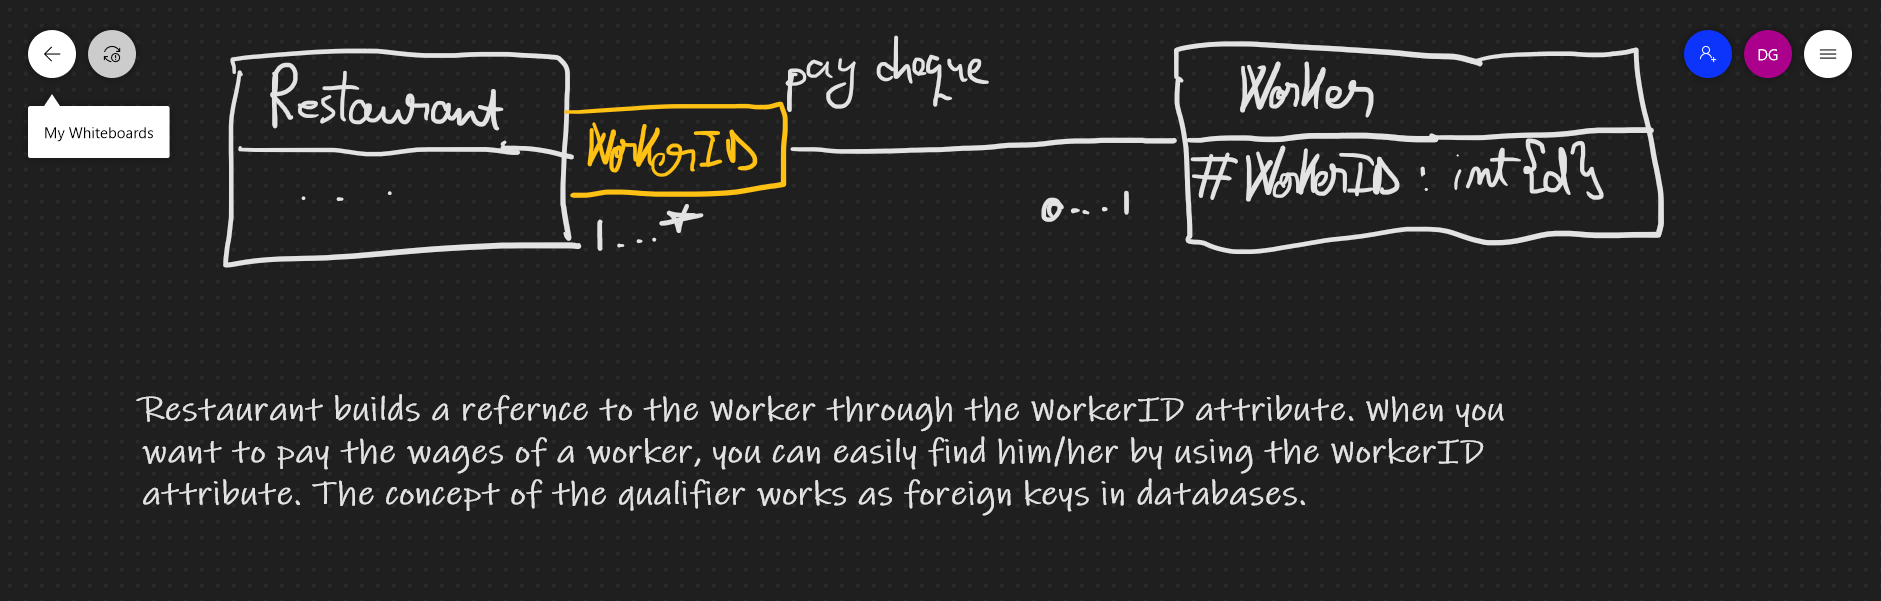 pay cheque
DG
Restaurant
Worker
My Whiteboards
WorkerID
# WorkerID : int{id}
. . .
1....*
0....1
Restaurant builds a refernce to the Worker through the WorkerID attribute. When you
want to pay the wages of a worker, you can easily find him/her by using the WorkerID
attribute. The concept of the qualifier works as foreign keys in databases.